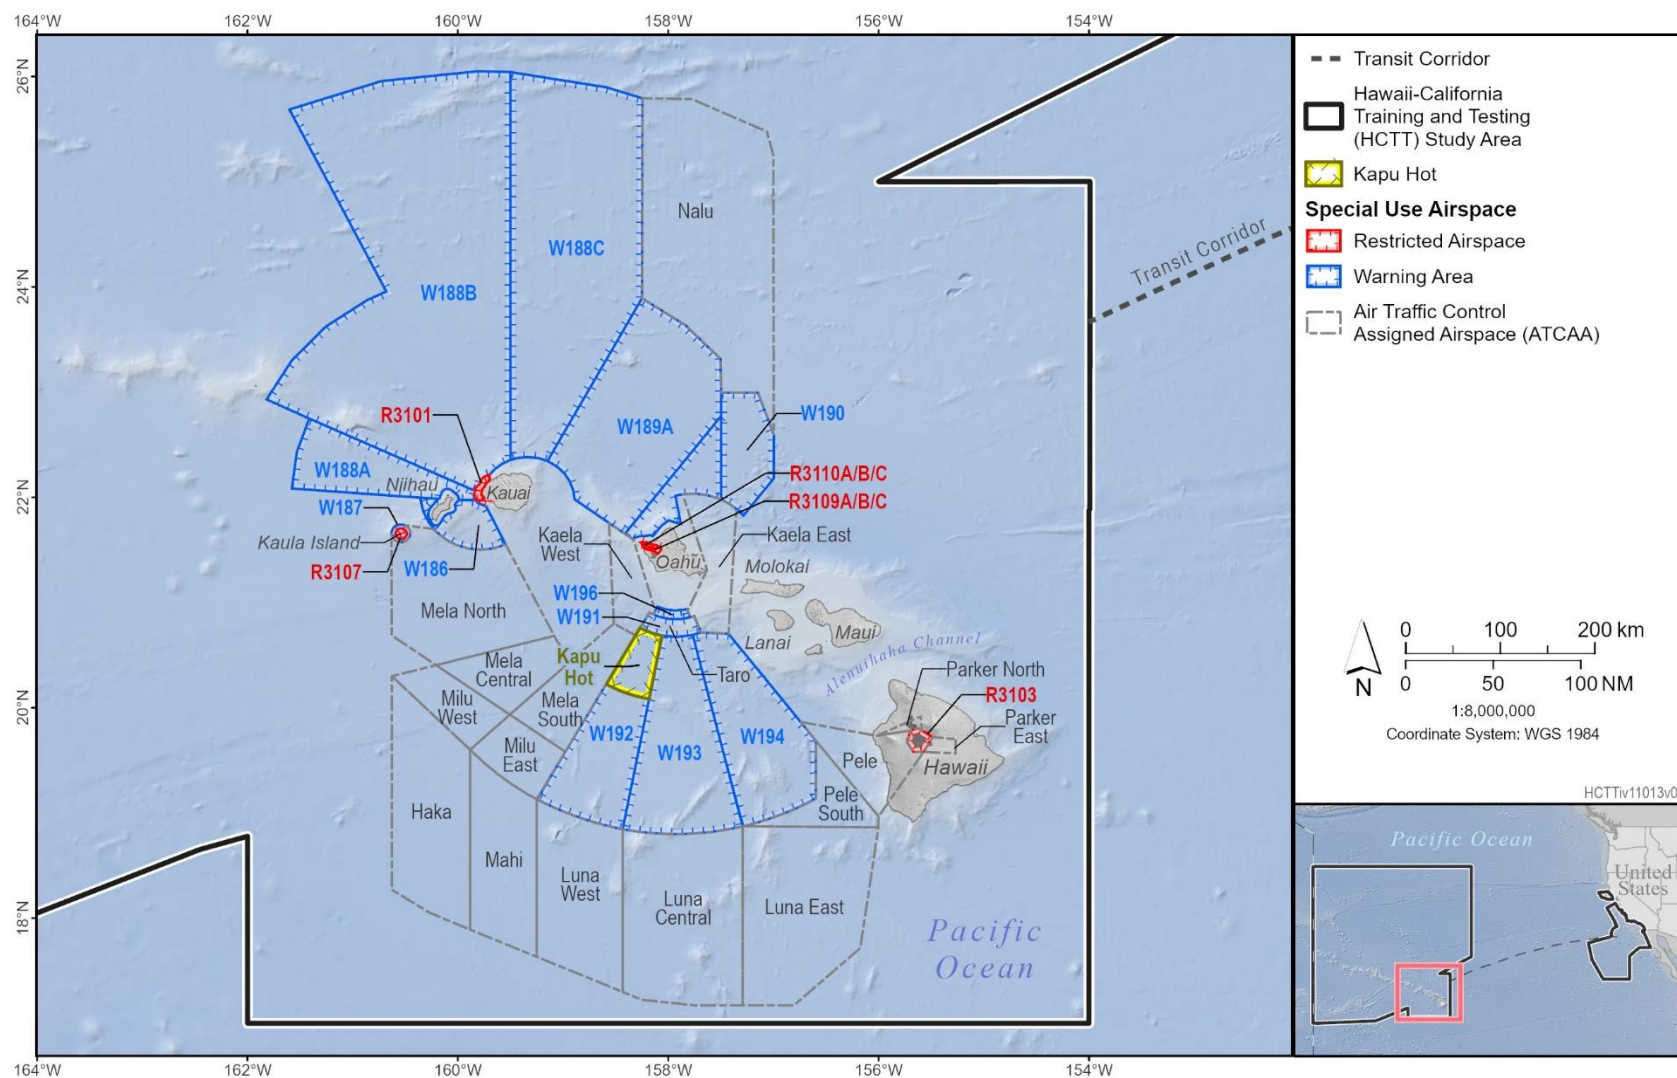 164°W
162°W
160°W
158°W
156°W
154°W
26°N
24°N
22°N
20°N
18°N
W188B
W188C
Nalu
Transit Corridor
R3101
W189A
W190
W188A
Niihau
Kauai
R3110A/B/C
R3109A/B/C
W187
Kaula Island
R3107
W186
Kaela
West
Oahu
Kaela East
Molokai
W196
W191
Mela North
Lanai
Maui
Alenuihaha Channel
Kapu
Hot
Mela
Central
Taro
Parker North
R3103
Milu
West
Mela
South
Parker
East
W192
W193
W194
Milu
East
Pele
Hawaii
Pele
South
Haka
Mahi
Luna
West
Luna
Central
Luna East
Pacific
Ocean
164°W
162°W
160°W
158°W
156°W
154°W
Transit Corridor
Hawaii-California
Training and Testing
(HCTT) Study Area
Kapu Hot
Special Use Airspace
Restricted Airspace
Warning Area
Air Traffic Control
Assigned Airspace (ATCAA)
N
0 100 200 km
0 50 100 NM
1:8,000,000
Coordinate System: WGS 1984
HCTTiv11013v0
Pacific Ocean
United
States